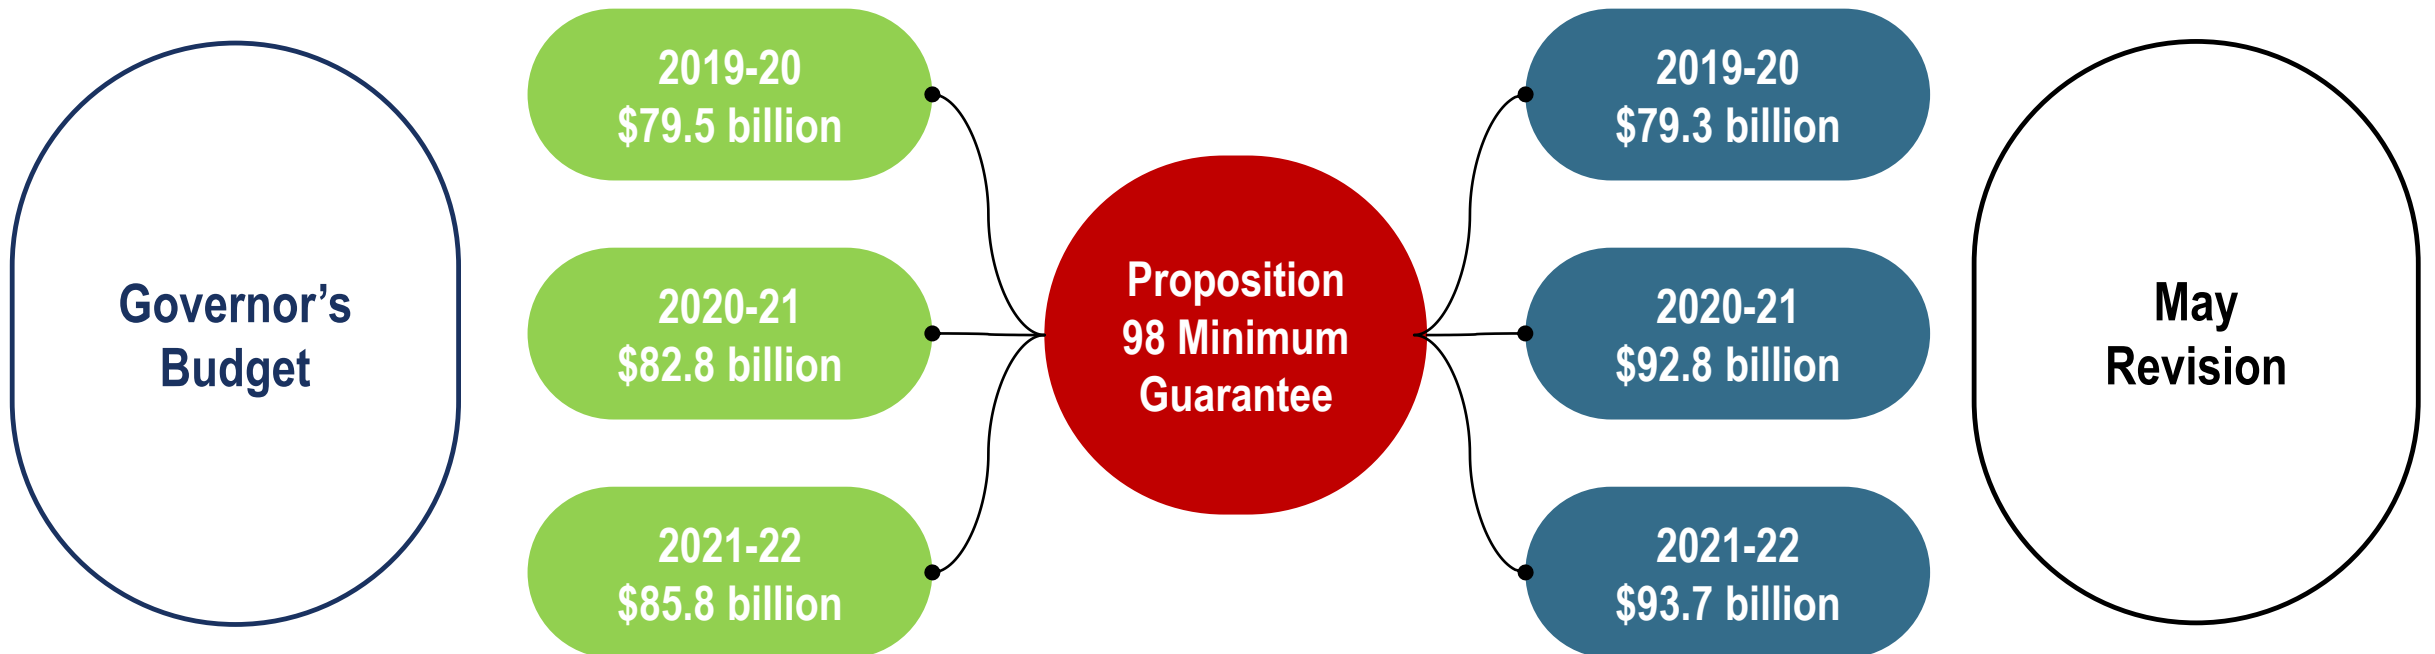 Governor’s
Budget
2019-20
$79.5 billion
2020-21
$82.8 billion
2021-22
$85.8 billion
Proposition
98 Minimum
Guarantee
2019-20
$79.3 billion
2020-21
$92.8 billion
2021-22
$93.7 billion
May
Revision